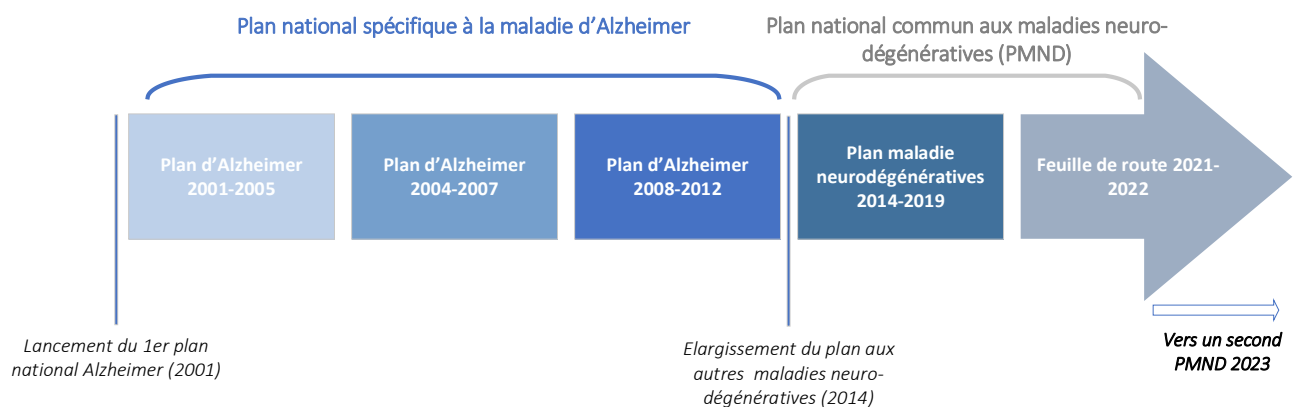 Plan national spécifique à la maladie d'Alzheimer
Plan national commun aux maladies neuro-
dégénératives (PMND)
Plan d'Alzheimer
2001-2005
Plan d'Alzheimer
2004-2007
Plan d'Alzheimer
2008-2012
Plan maladie
neurodégénératives
2014-2019
Feuille de route 2021-
2022
Lancement du 1er plan
national Alzheimer (2001)
Elargissement du plan aux
autres maladies neuro-
dégénératives (2014)
Vers un second
PMND 2023